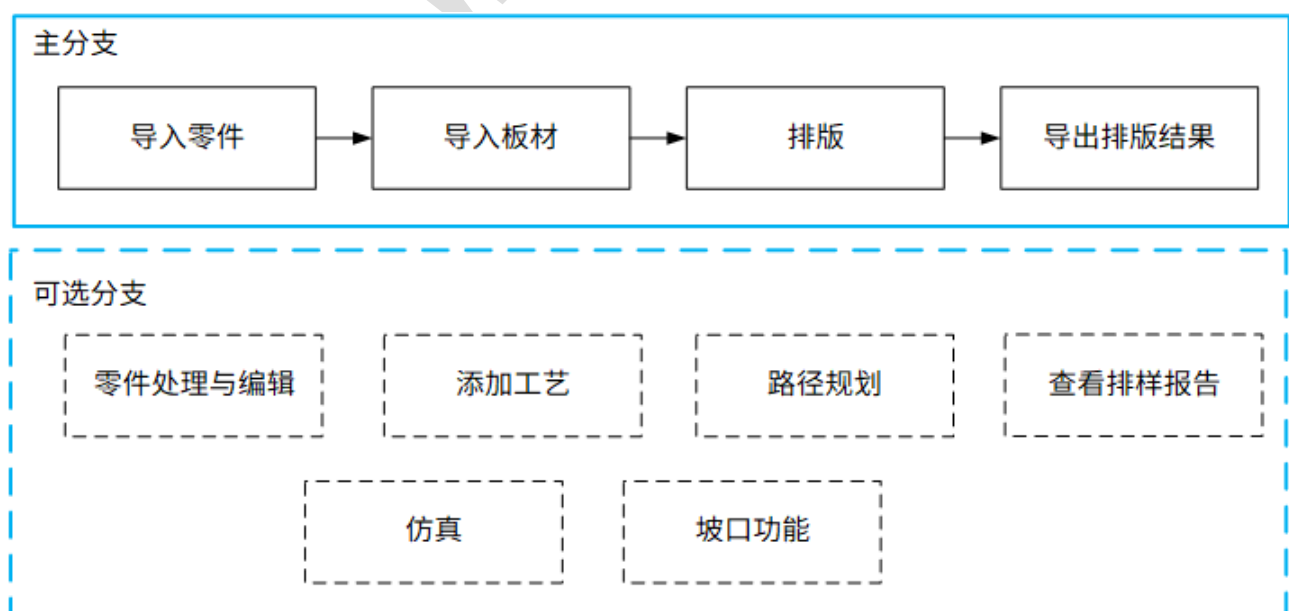 主分支
导入零件
导入板材
排版
导出排版结果
可选分支
零件处理与编辑
添加工艺
路径规划
查看排样报告
仿真
坡口功能